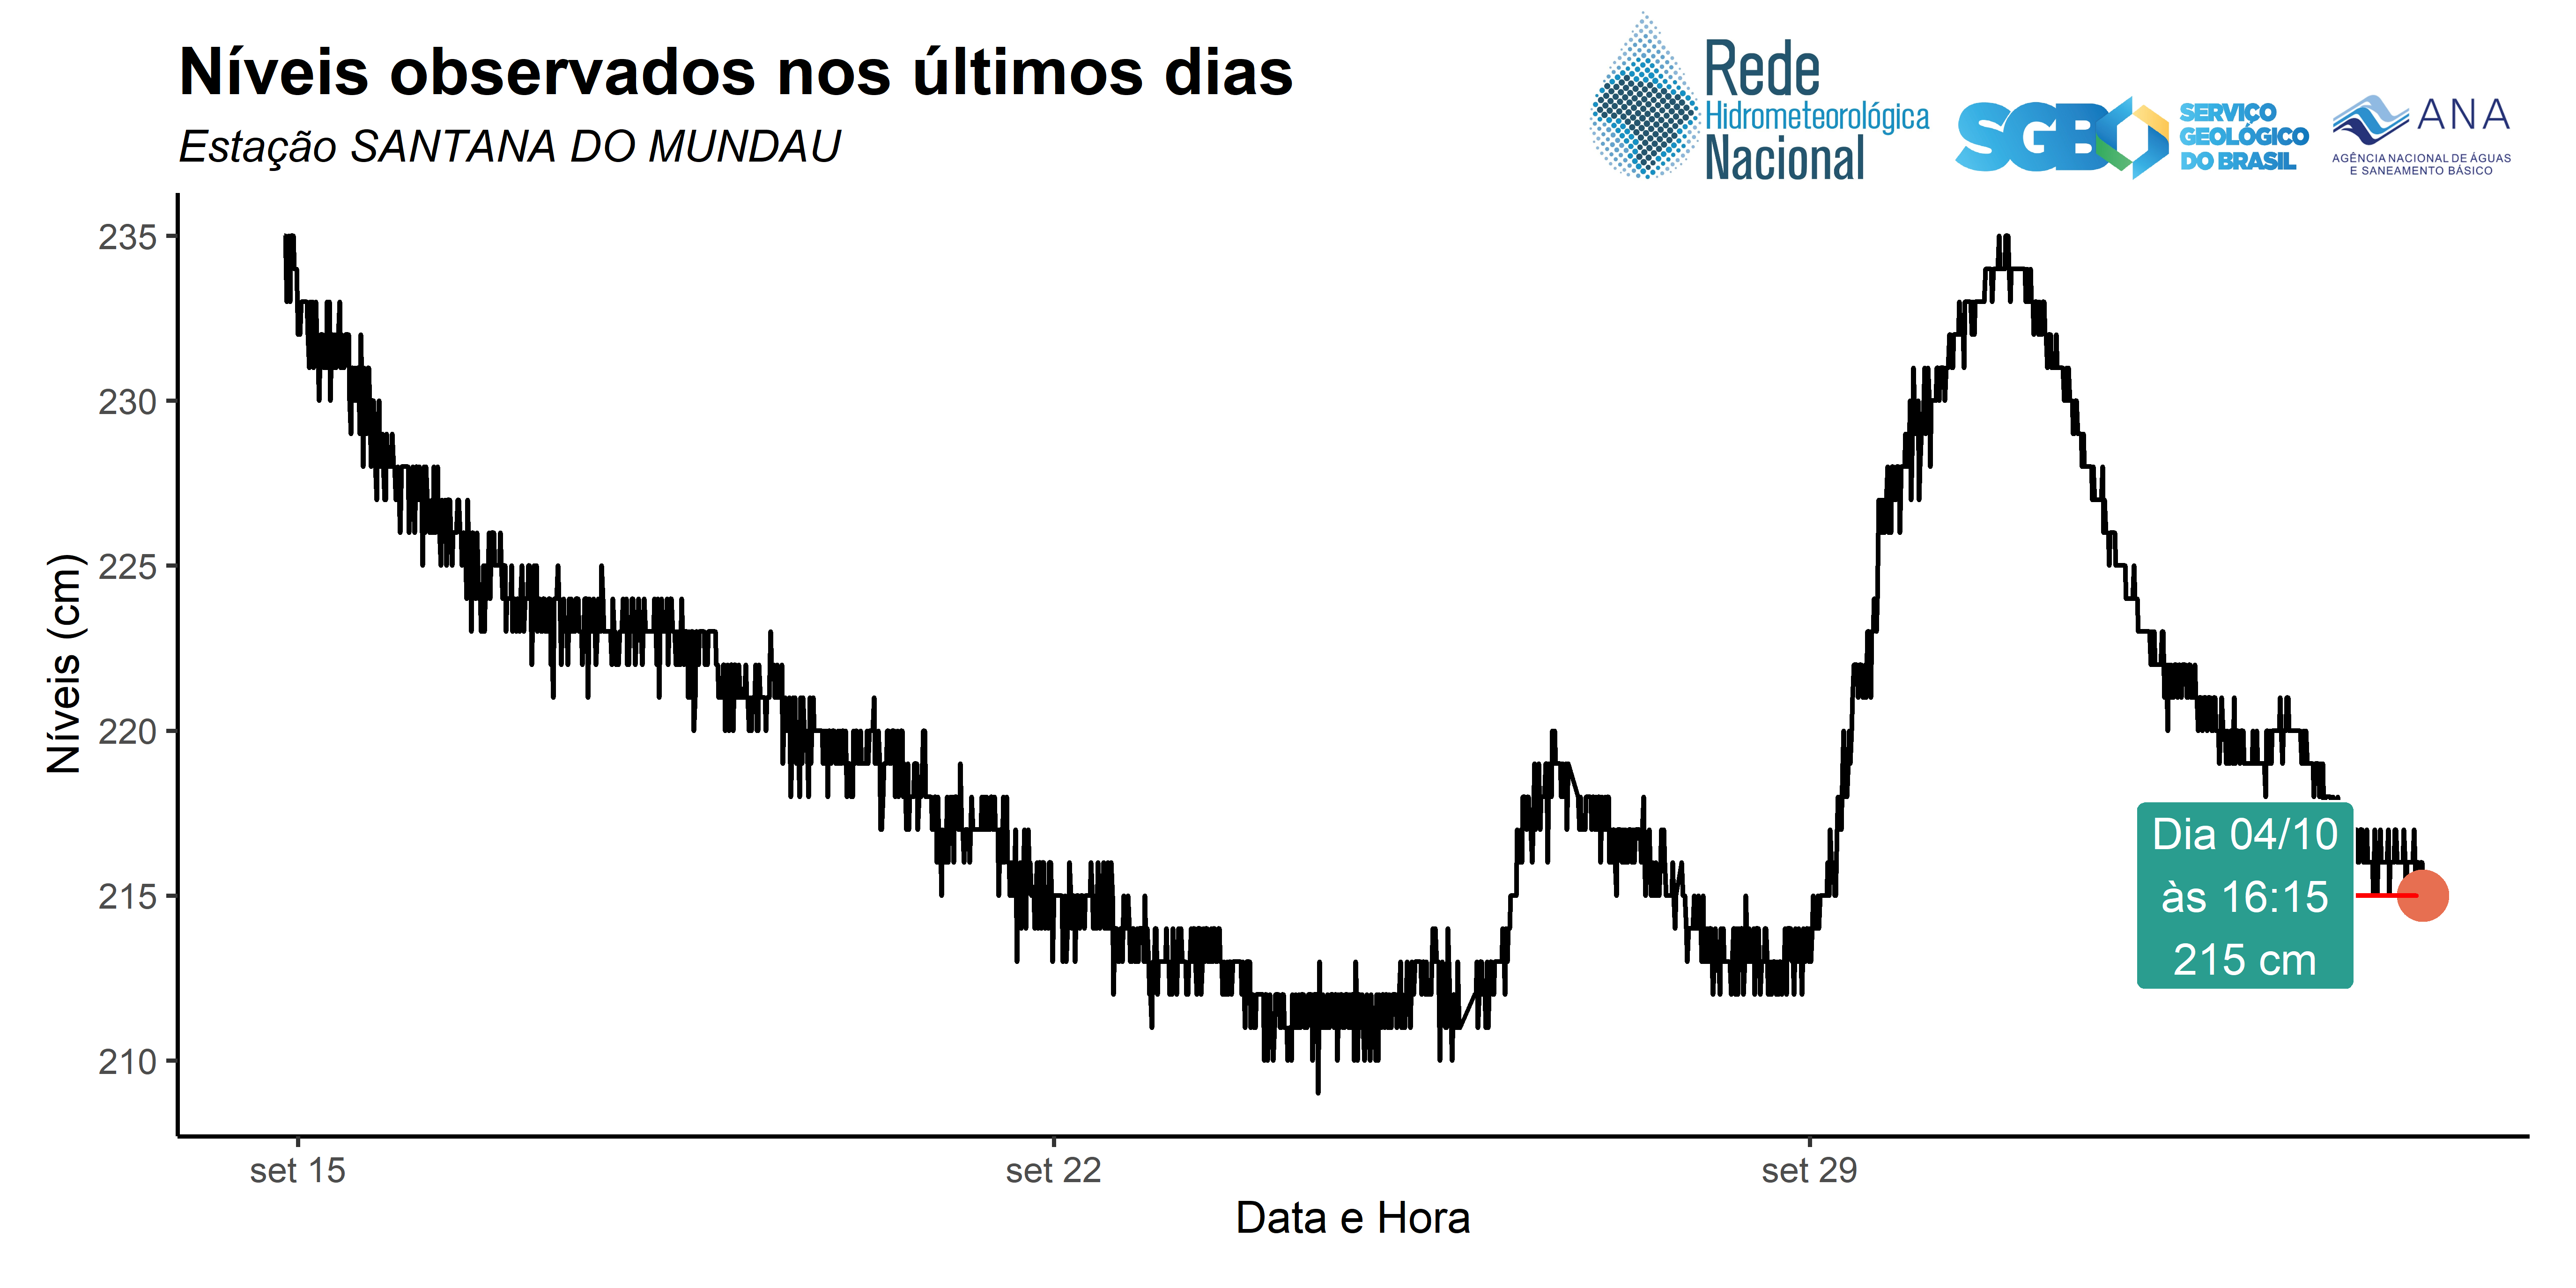 Níveis observados nos últimos dias
Estação SANTANA DO MUNDAU
Rede
Hidrometeorológica
Nacional
SGB
SERVIÇO
GEOLÓGICO
DO BRASIL
ANA
AGÊNCIA NACIONAL DE ÁGUAS
E SANEAMENTO BÁSICO
Níveis (cm)
235
230
225
220
215
210
Dia 04/10
às 16:15
215 cm
set 15
set 22
set 29
Data e Hora